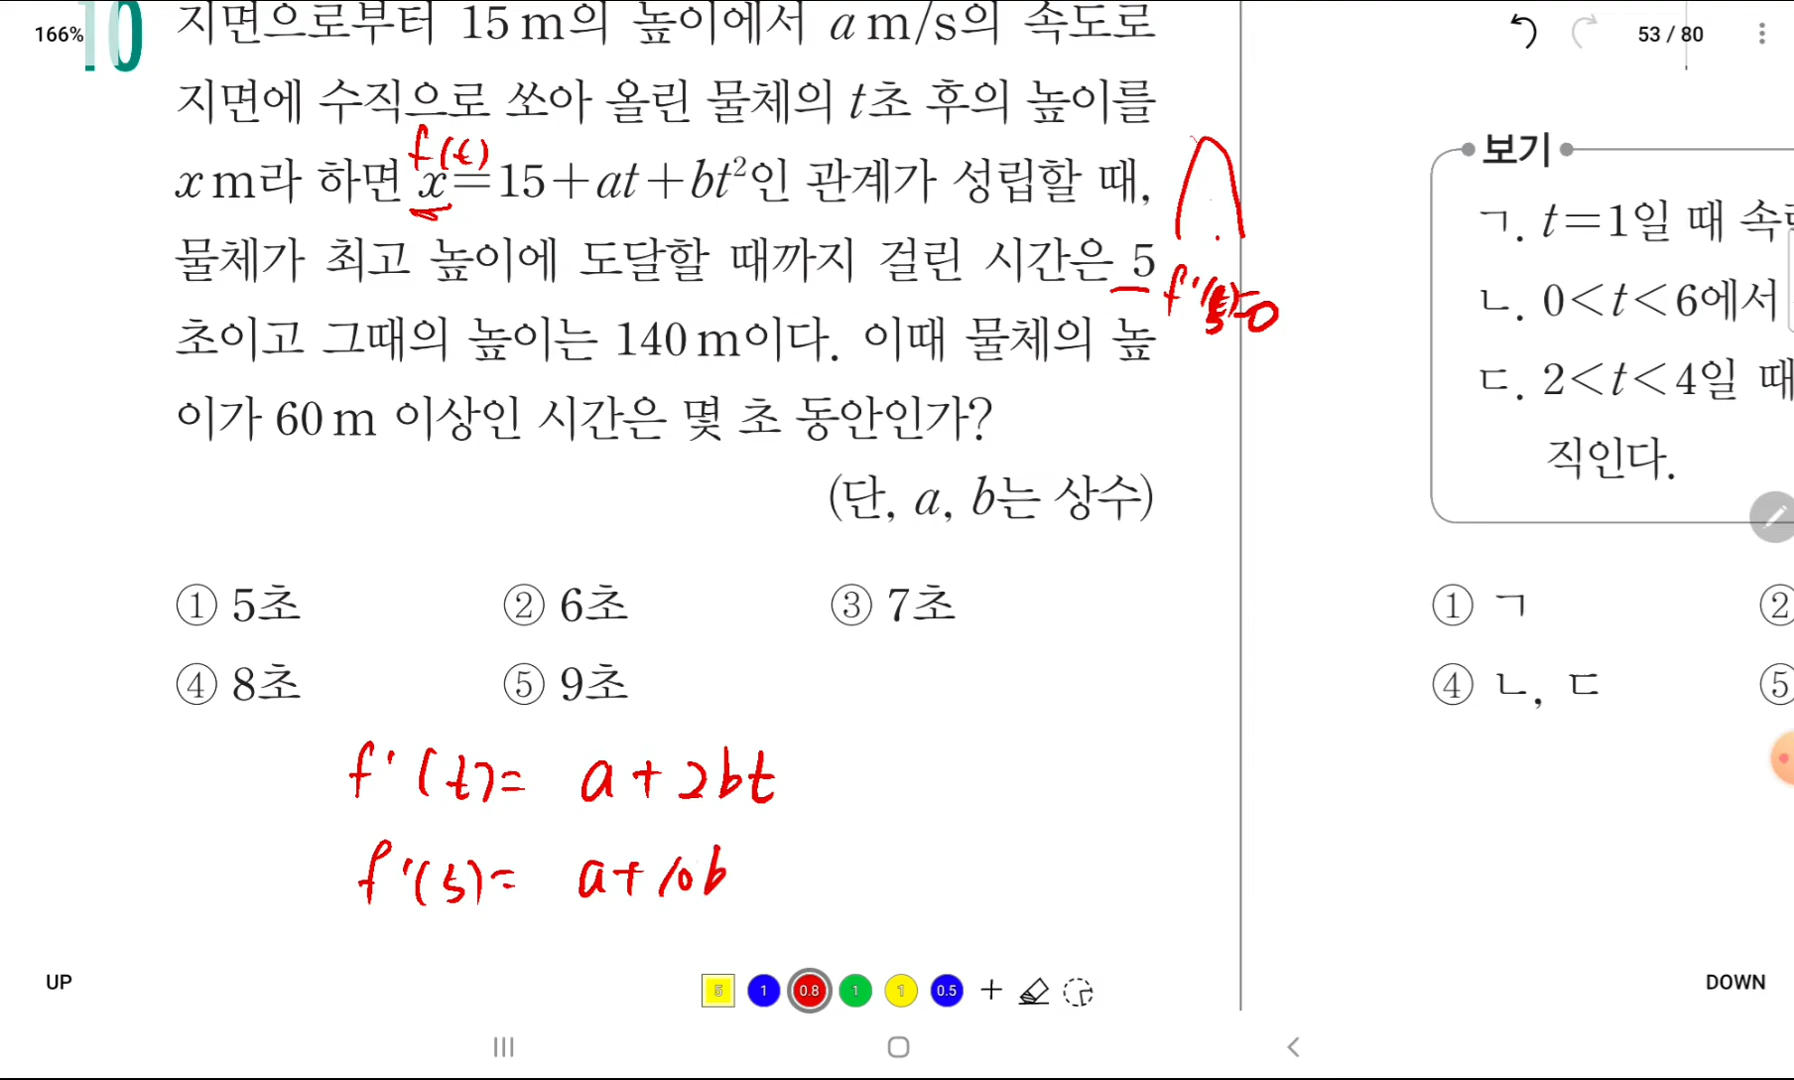 166%
10
지면으로부터 15 m의 높이에서 a m/s의 속도로
지면에 수직으로 쏘아 올린 물체의 t초 후의 높이를
f(t)
x m라 하면 x=15+at+bt²인 관계가 성립할 때,
물체가 최고 높이에 도달할 때까지 걸린 시간은 5
f'(5)=0
초이고 그때의 높이는 140 m이다. 이때 물체의 높
이가 60 m 이상인 시간은 몇 초 동안인가?
(단, a, b는 상수)
① 5초 ② 6초 ③ 7초
④ 8초 ⑤ 9초
f'(t)= a+2bt
f'(5)= a+10b
53 / 80
보기
ㄱ. t=1일 때
ㄴ. 0<t<6에서
ㄷ. 2<t<4일 때
직인다.
① ㄱ ②
④ ㄴ, ㄷ ⑤
UP
5 1 0.8 1 1 0.5 +
DOWN